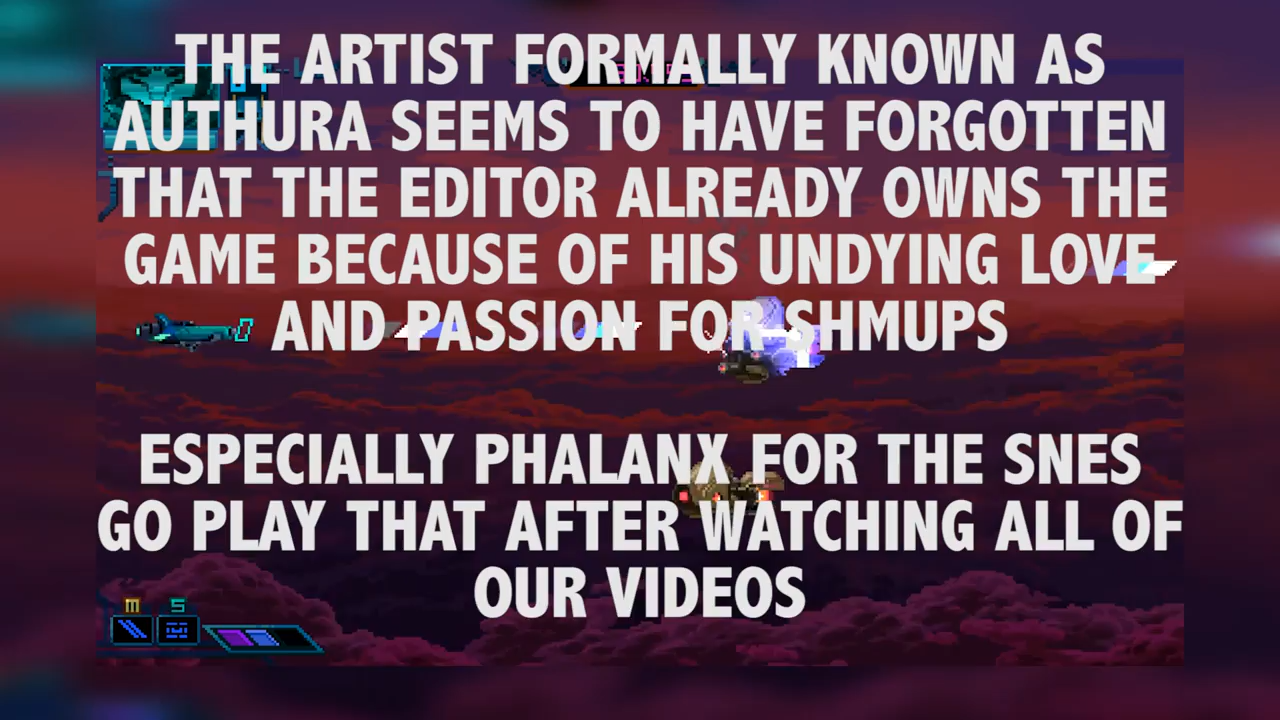 THE ARTIST FORMALLY KNOWN AS
AUTHURA SEEMS TO HAVE FORGOTTEN
THAT THE EDITOR ALREADY OWNS THE
GAME BECAUSE OF HIS UNDYING LOVE
AND PASSION FOR SHMUPS
ESPECIALLY PHALANX FOR THE SNES
GO PLAY THAT AFTER WATCHING ALL OF
OUR VIDEOS
M S